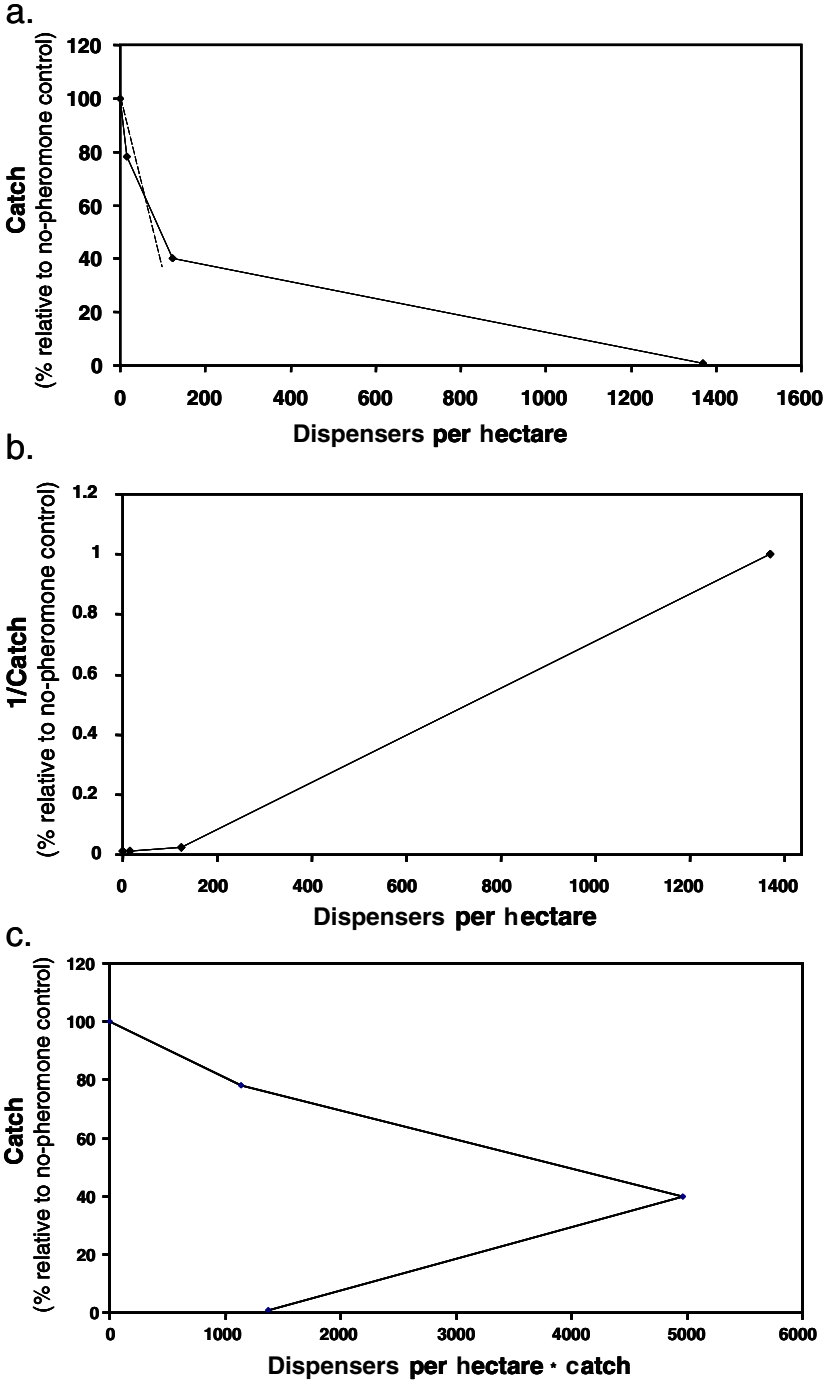 a.
120
100
80
60
40
20
0
Catch
(% relative to no-pheromone control)
0 200 400 600 800 1000 1200 1400 1600
Dispensers per hectare
b.
1.2
1
0.8
0.6
0.4
0.2
0
1/Catch
(% relative to no-pheromone control)
0 200 400 600 800 1000 1200 1400
Dispensers per hectare
c.
120
100
80
60
40
20
0
Catch
(% relative to no-pheromone control)
0 1000 2000 3000 4000 5000 6000
Dispensers per hectare * catch